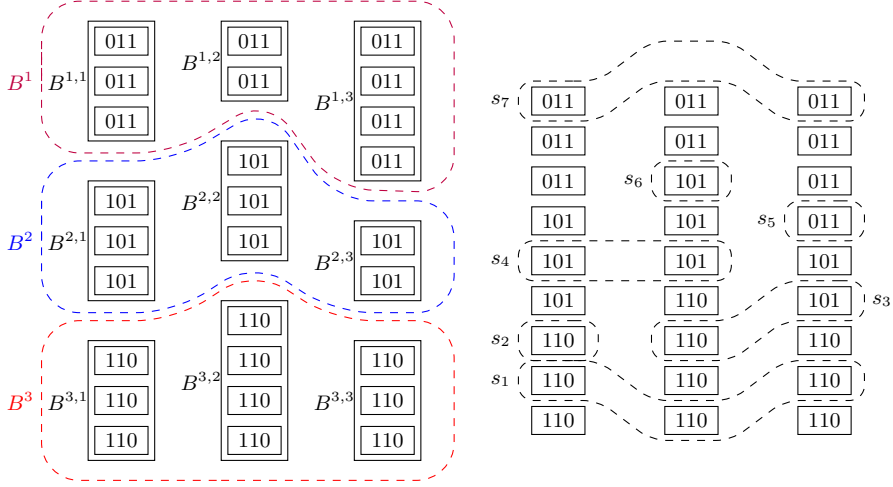 011 011 011
B^{1,2}
B^1 B^{1,1} 011 011 011
B^{1,3}
011 011
101 011
101 B^{2,2} 101
B^2 B^{2,1} 101 101 B^{2,3} 101
101 101
110
110 110 110
B^{3,2}
B^3 B^{3,1} 110 110 B^{3,3} 110
110 110 110
s_7 011 011 011
011 011 011
011 s_6 101 011
101 101 s_5 011
s_4 101 101 101
101 110 101 s_3
s_2 110 110 110
s_1 110 110 110
110 110 110